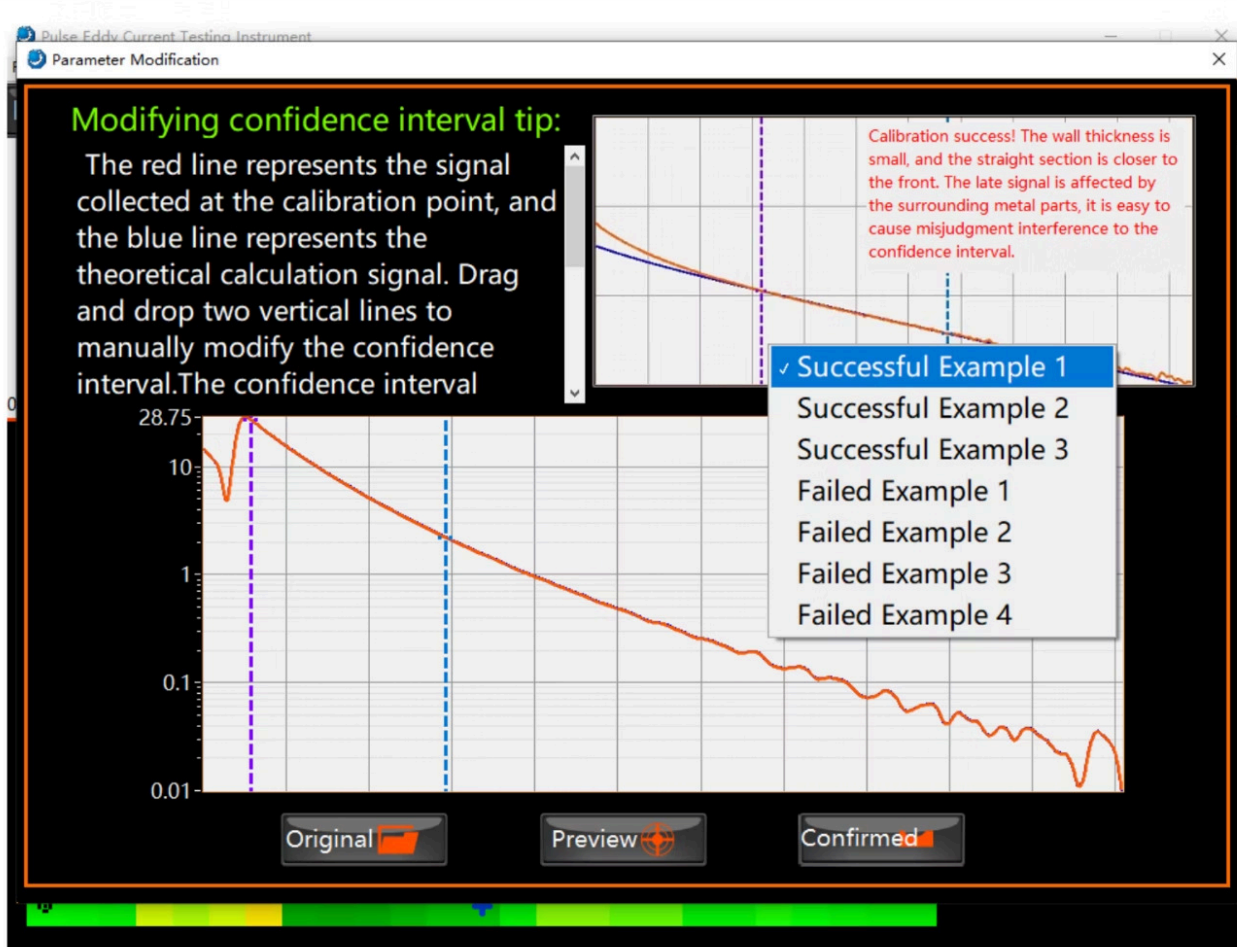 Pulse Eddy Current Testing Instrument
Parameter Modification
Modifying confidence interval tip:
The red line represents the signal
collected at the calibration point, and
the blue line represents the
theoretical calculation signal. Drag
and drop two vertical lines to
manually modify the confidence
interval.The confidence interval
Calibration success! The wall thickness is
small, and the straight section is closer to
the front. The late signal is affected by
the surrounding metal parts, it is easy to
cause misjudgment interference to the
confidence interval.
✓ Successful Example 1
Successful Example 2
Successful Example 3
Failed Example 1
Failed Example 2
Failed Example 3
Failed Example 4
0
28.75
10
1
0.1
0.01
Original
Preview
Confirmed